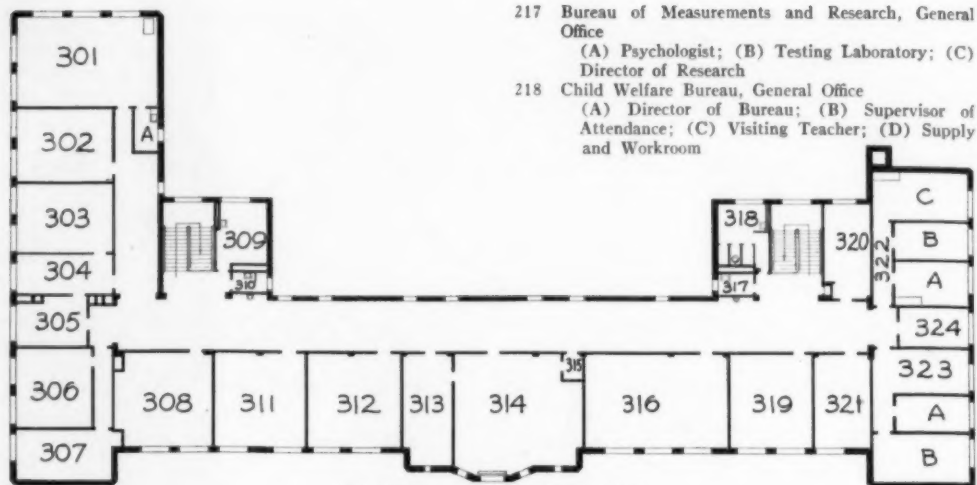 217 Bureau of Measurements and Research, General
Office
(A) Psychologist; (B) Testing Laboratory; (C)
Director of Research
218 Child Welfare Bureau, General Office
(A) Director of Bureau; (B) Supervisor of
Attendance; (C) Visiting Teacher; (D) Supply
and Workroom
301
302
A
303
304
305
306
307
308
309
310
311
312
313
314
315
316
317
318
319
320
321
322
C
B
A
324
323
A
B